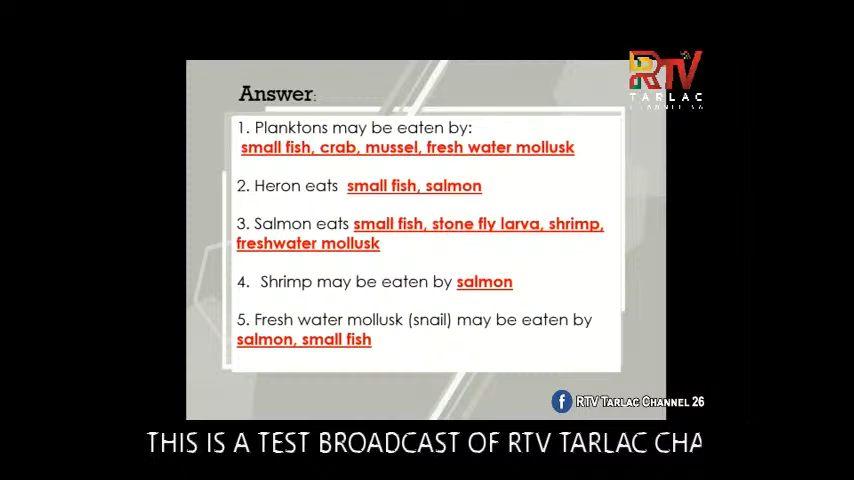 RTV
TARLAC
CHANNEL 26
Answer:
1. Planktons may be eaten by:
small fish, crab, mussel, fresh water mollusk
2. Heron eats small fish, salmon
3. Salmon eats small fish, stone fly larva, shrimp,
freshwater mollusk
4. Shrimp may be eaten by salmon
5. Fresh water mollusk (snail) may be eaten by
salmon, small fish
f RTV TARLAC CHANNEL 26
THIS IS A TEST BROADCAST OF RTV TARLAC CHA